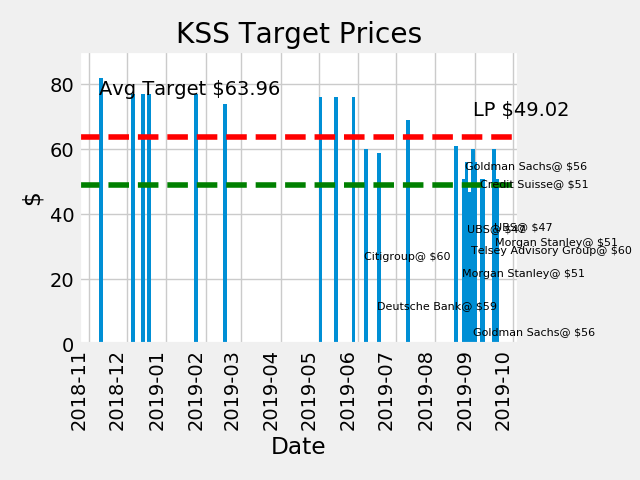 KSS Target Prices
Avg Target $63.96
LP $49.02
Goldman Sachs@ $56
Credit Suisse@ $51
UBS@ $47
UBS@ $47
Morgan Stanley@ $51
Telsey Advisory Group@ $60
Citigroup@ $60
Morgan Stanley@ $51
Deutsche Bank@ $59
Goldman Sachs@ $56
$
80
60
40
20
0
2018-11
2018-12
2019-01
2019-02
2019-03
2019-04
2019-05
2019-06
2019-07
2019-08
2019-09
2019-10
Date